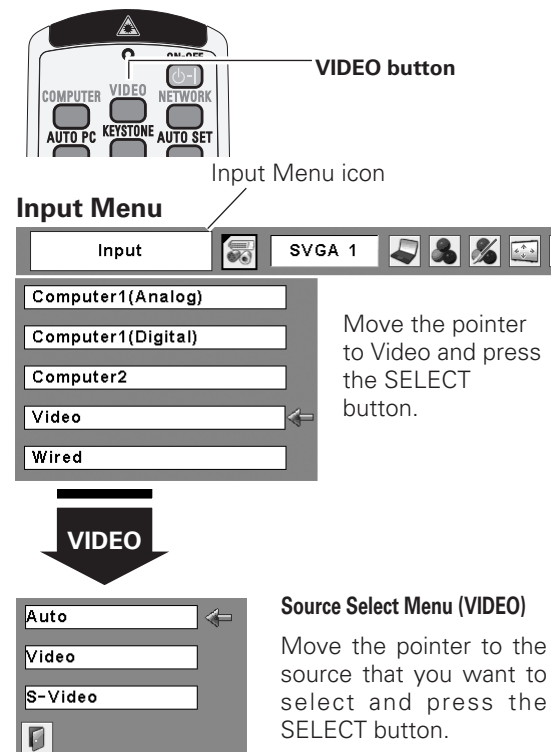 ON-OFF
VIDEO button
COMPUTER VIDEO NETWORK
AUTO PC KEYSTONE AUTO SET
Input Menu icon
Input Menu
Input SVGA 1
Computer1(Analog)
Computer1(Digital)
Computer2
Video
Wired
Move the pointer
to Video and press
the SELECT
button.
VIDEO
Auto
Video
S-Video
Source Select Menu (VIDEO)
Move the pointer to the
source that you want to
select and press the
SELECT button.